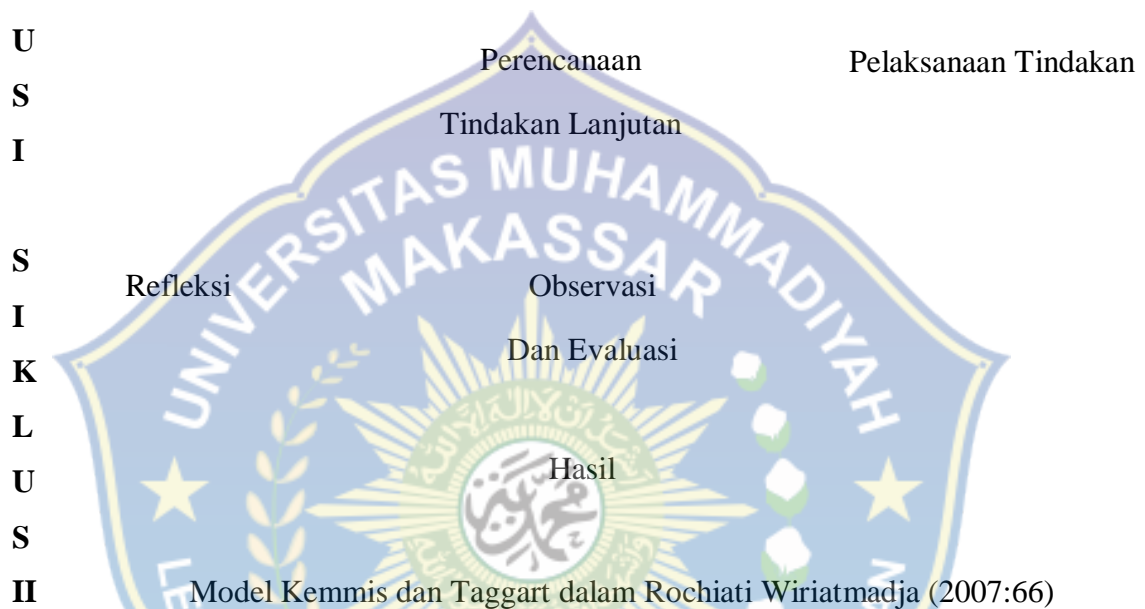 U
S
I
Perencanaan
Pelaksanaan Tindakan
Tindakan Lanjutan
UNIVERSITAS MUHAMMADIYAH
MAKASSAR
S
I
K
L
U
S
II
Refleksi
Observasi
Dan Evaluasi
Hasil
Model Kemmis dan Taggart dalam Rochiati Wiriatmadja (2007:66)